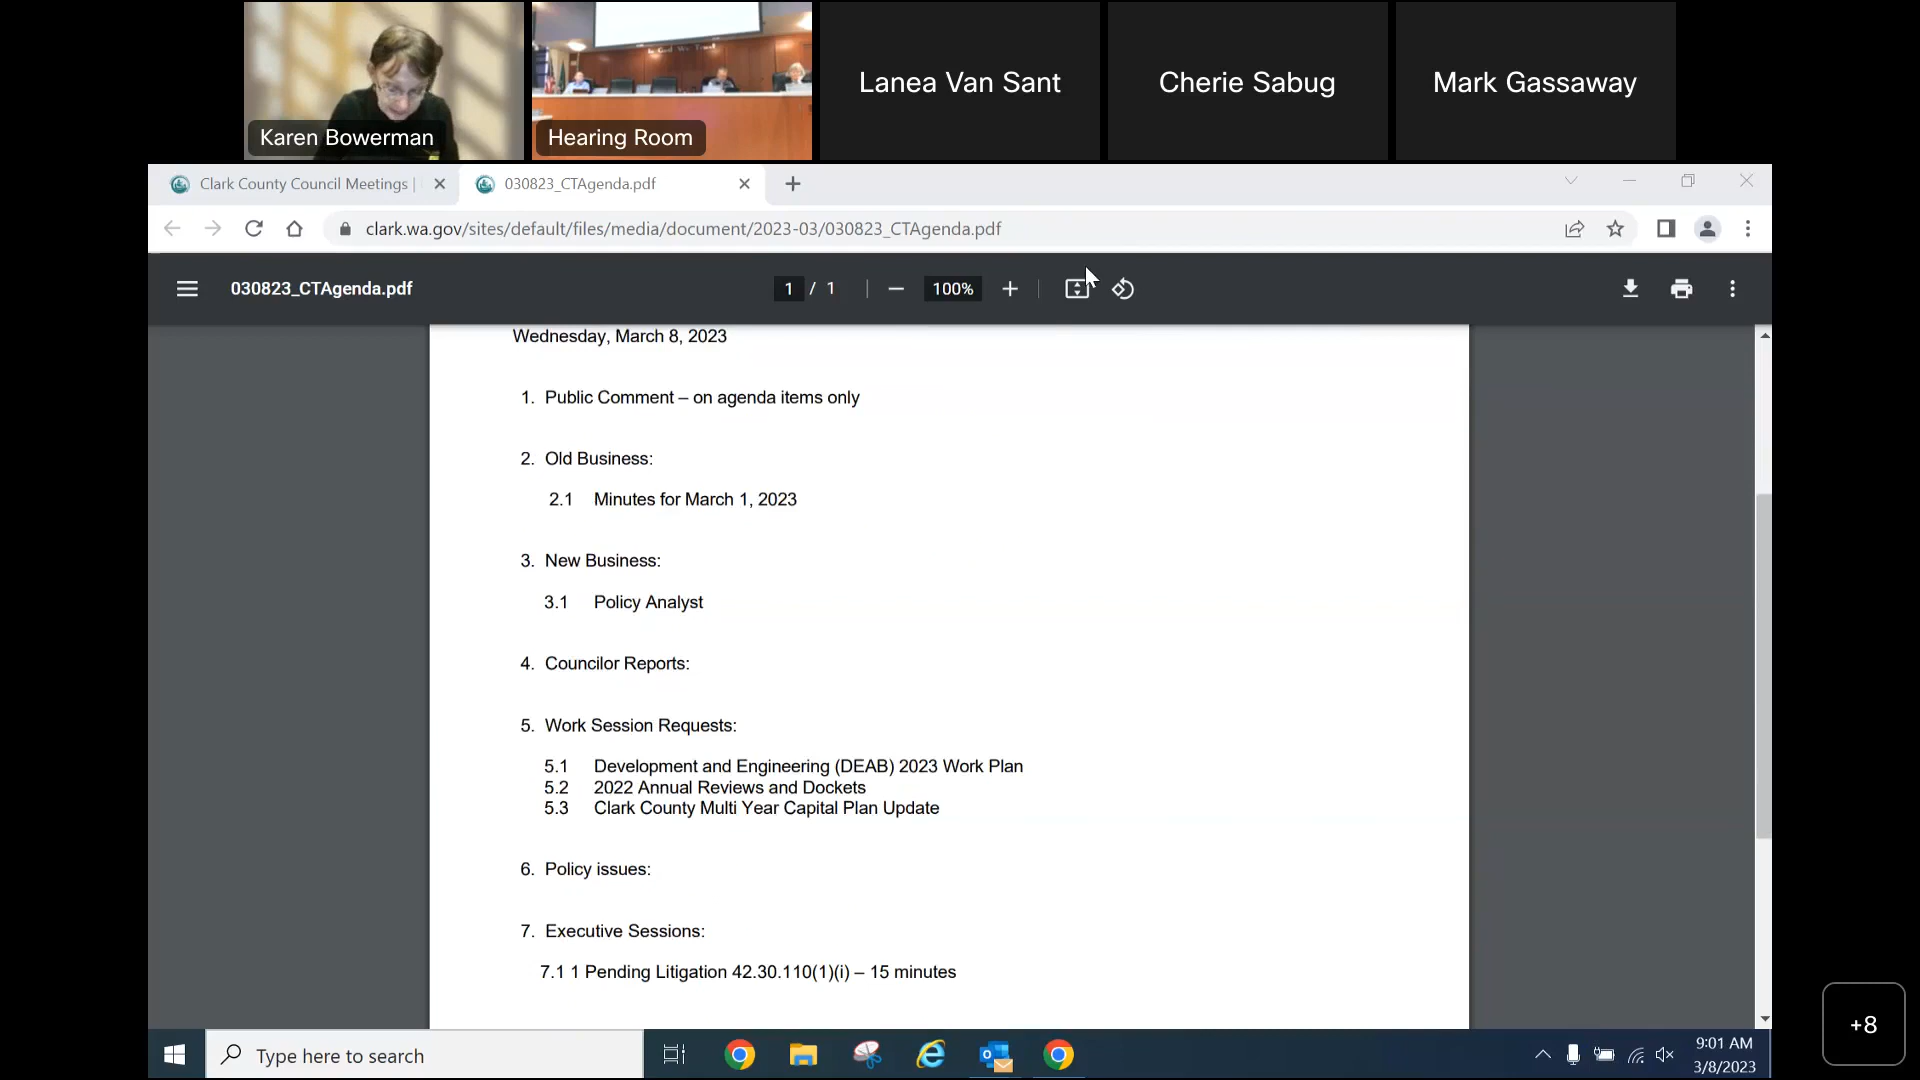 In God We Trust
Karen Bowerman
Hearing Room
Lanea Van Sant
Cherie Sabug
Mark Gassaway
Clark County Council Meetings |
030823_CTAgenda.pdf
clark.wa.gov/sites/default/files/media/document/2023-03/030823_CTAgenda.pdf
030823_CTAgenda.pdf
1 / 1
100%
Wednesday, March 8, 2023
1. Public Comment – on agenda items only
2. Old Business:
2.1 Minutes for March 1, 2023
3. New Business:
3.1 Policy Analyst
4. Councilor Reports:
5. Work Session Requests:
5.1 Development and Engineering (DEAB) 2023 Work Plan
5.2 2022 Annual Reviews and Dockets
5.3 Clark County Multi Year Capital Plan Update
6. Policy issues:
7. Executive Sessions:
7.1 1 Pending Litigation 42.30.110(1)(i) – 15 minutes
+8
Type here to search
9:01 AM
3/8/2023